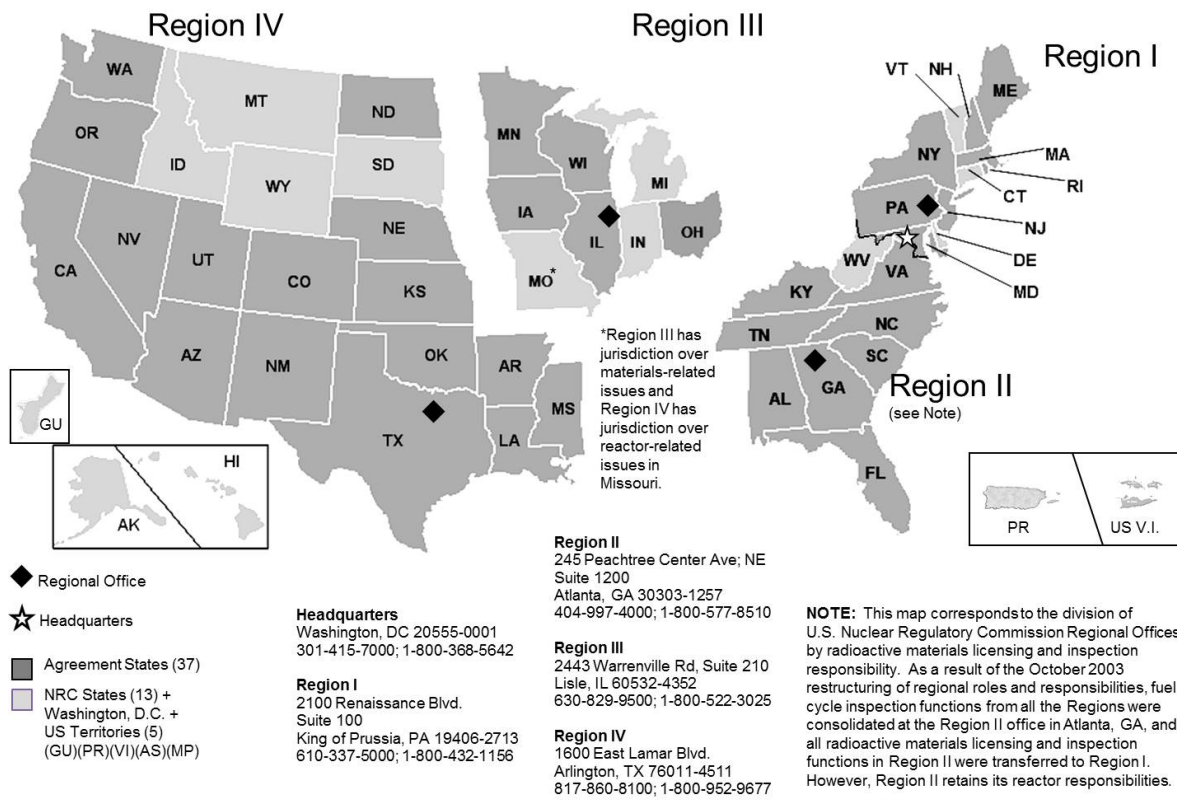 Region IV
Region III
Region I
WA
OR
CA
NV
ID
MT
WY
UT
CO
AZ
NM
ND
SD
NE
KS
OK
TX
MN
WI
MI
IA
IL
IN
OH
MO*
AR
LA
MS
VT
NH
ME
NY
MA
RI
CT
PA
NJ
DE
MD
WV
VA
KY
TN
NC
SC
AL
GA
FL
Region II
(see Note)
*Region III has
jurisdiction over
materials-related
issues and
Region IV has
jurisdiction over
reactor-related
issues in
Missouri.
GU
AK
HI
PR
US V.I.
Regional Office
Headquarters
Agreement States (37)
NRC States (13) +
Washington, D.C. +
US Territories (5)
(GU)(PR)(VI)(AS)(MP)
Headquarters
Washington, DC 20555-0001
301-415-7000; 1-800-368-5642
Region I
2100 Renaissance Blvd.
Suite 100
King of Prussia, PA 19406-2713
610-337-5000; 1-800-432-1156
Region II
245 Peachtree Center Ave; NE
Suite 1200
Atlanta, GA 30303-1257
404-997-4000; 1-800-577-8510
Region III
2443 Warrenville Rd, Suite 210
Lisle, IL 60532-4352
630-829-9500; 1-800-522-3025
Region IV
1600 East Lamar Blvd.
Arlington, TX 76011-4511
817-860-8100; 1-800-952-9677
NOTE: This map corresponds to the division of
U.S. Nuclear Regulatory Commission Regional Offices
by radioactive materials licensing and inspection
responsibility. As a result of the October 2003
restructuring of regional roles and responsibilities, fuel
cycle inspection functions from all the Regions were
consolidated at the Region II office in Atlanta, GA, and
all radioactive materials licensing and inspection
functions in Region II were transferred to Region I.
However, Region II retains its reactor responsibilities.